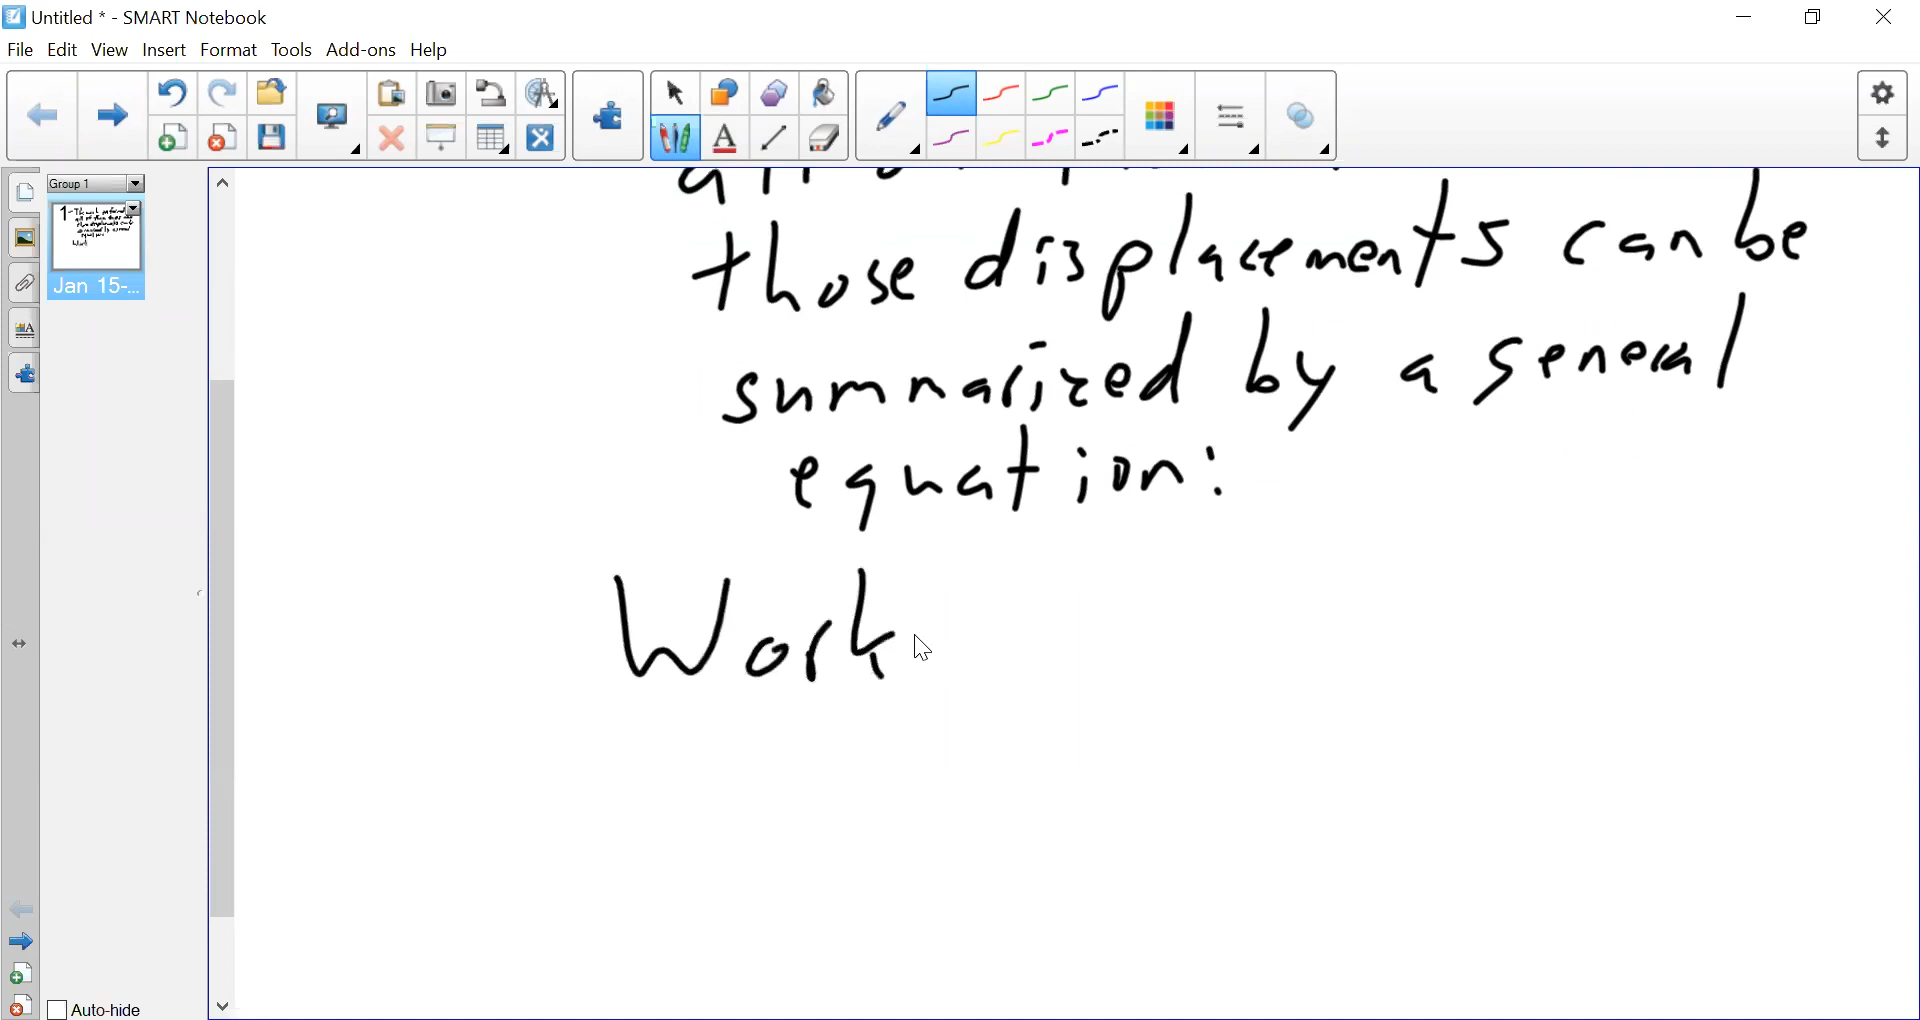 Untitled * - SMART Notebook
File Edit View Insert Format Tools Add-ons Help
Group 1
Jan 15-...
those displacements can be
summarized by a general
equation:
Work
Auto-hide